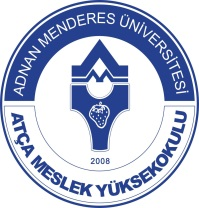 ADNAN MENDERES ÜNİVERSİTESİ
2008
ATÇA MESLEK YÜKSEKOKULU